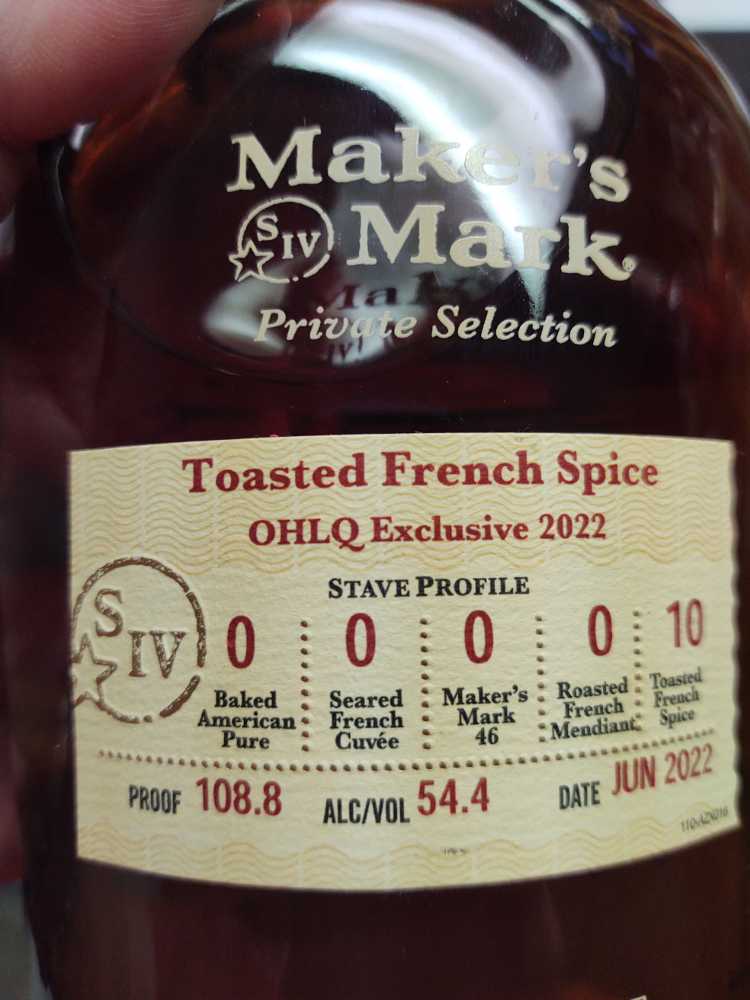 Maker's
SIV Mark®
Private Selection
Toasted French Spice
OHLQ Exclusive 2022
STAVE PROFILE
SIV
0 0 0 0 10
Baked American Pure
Seared French Cuvée
Maker's Mark 46
Roasted French Mendiant
Toasted French Spice
PROOF 108.8 ALC/VOL 54.4 DATE JUN 2022